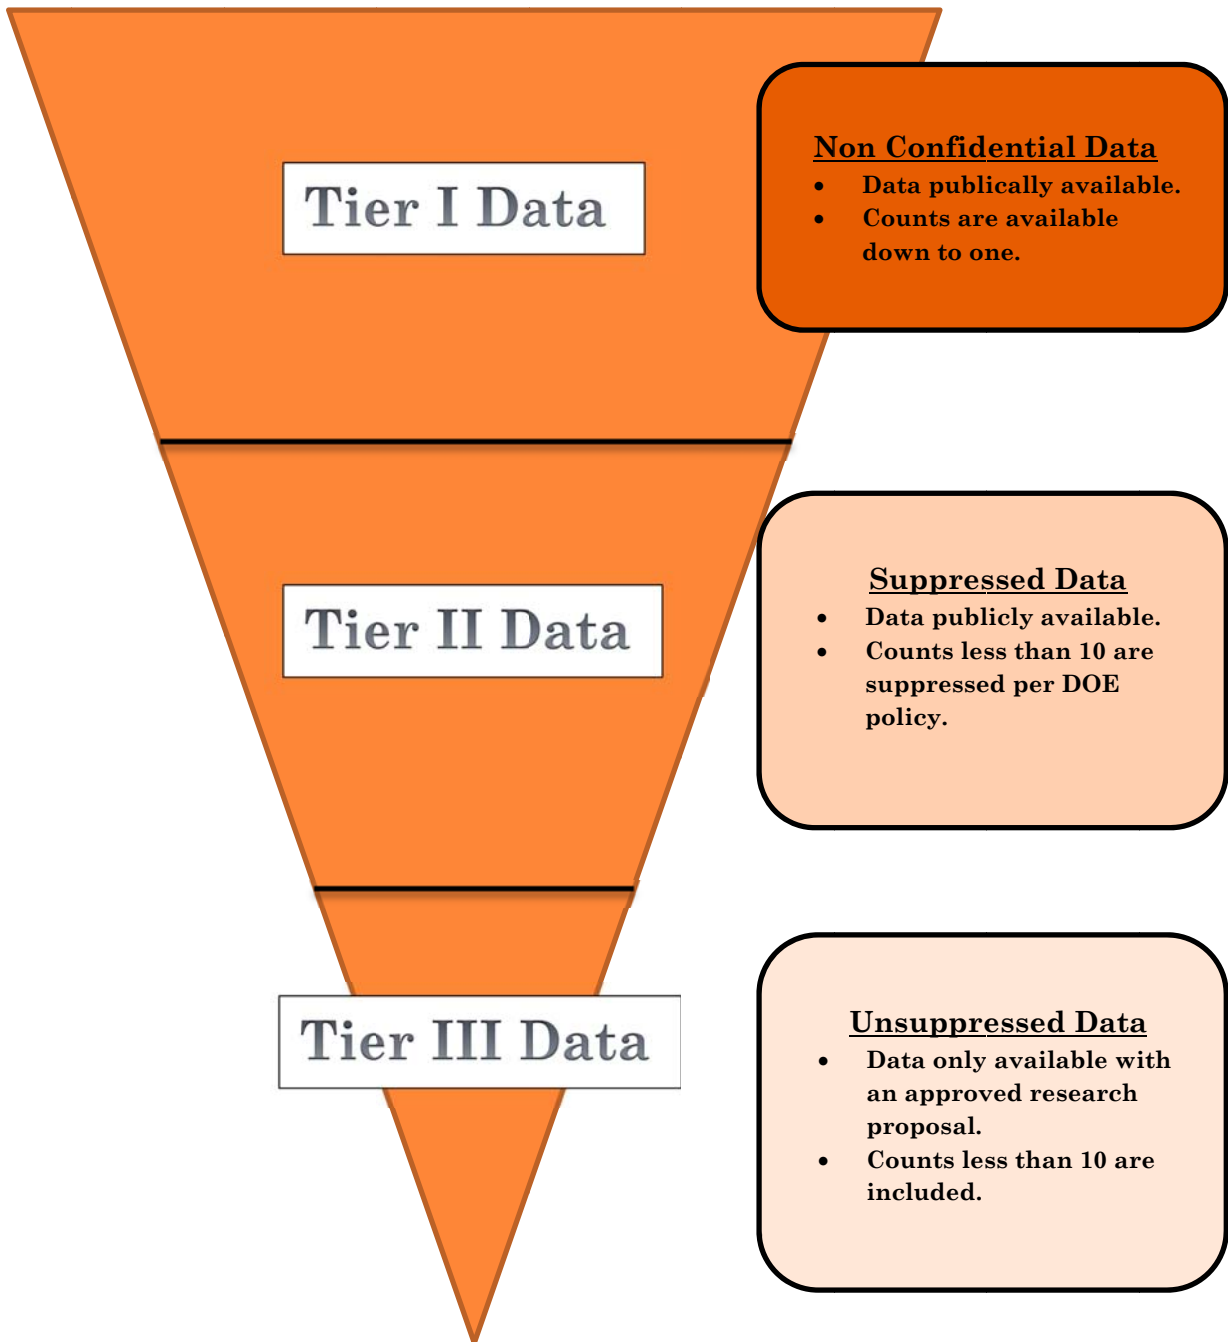 Tier I Data
Non Confidential Data
• Data publically available.
• Counts are available
down to one.
Tier II Data
Suppressed Data
• Data publicly available.
• Counts less than 10 are
suppressed per DOE
policy.
Tier III Data
Unsuppressed Data
• Data only available with
an approved research
proposal.
• Counts less than 10 are
included.